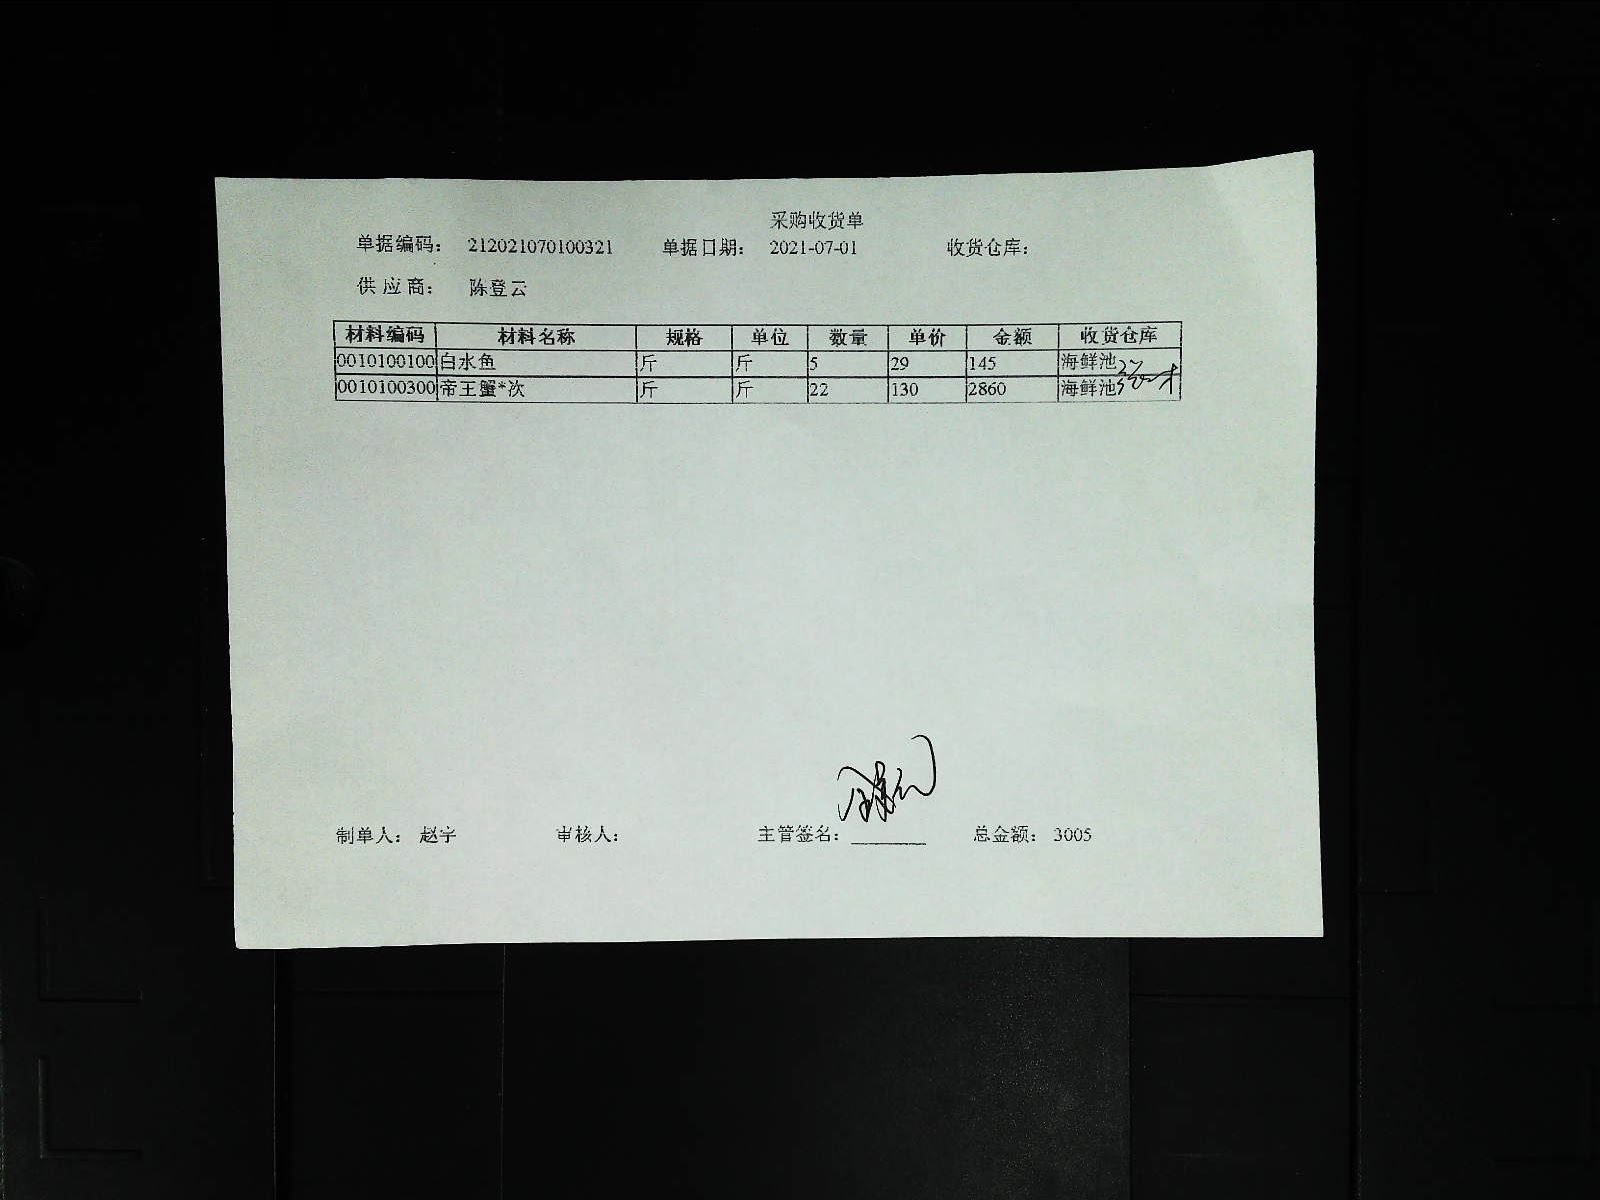 采购收货单
单据编码： 212021070100321 单据日期： 2021-07-01 收货仓库：
供 应 商： 陈登云
材料编码 材料名称 规格 单位 数量 单价 金额 收货仓库
0010100100 白水鱼 斤 斤 5 29 145 海鲜池
0010100300 帝王蟹*次 斤 斤 22 130 2860 海鲜池
制单人： 赵宇 审核人： 主管签名： 总金额： 3005